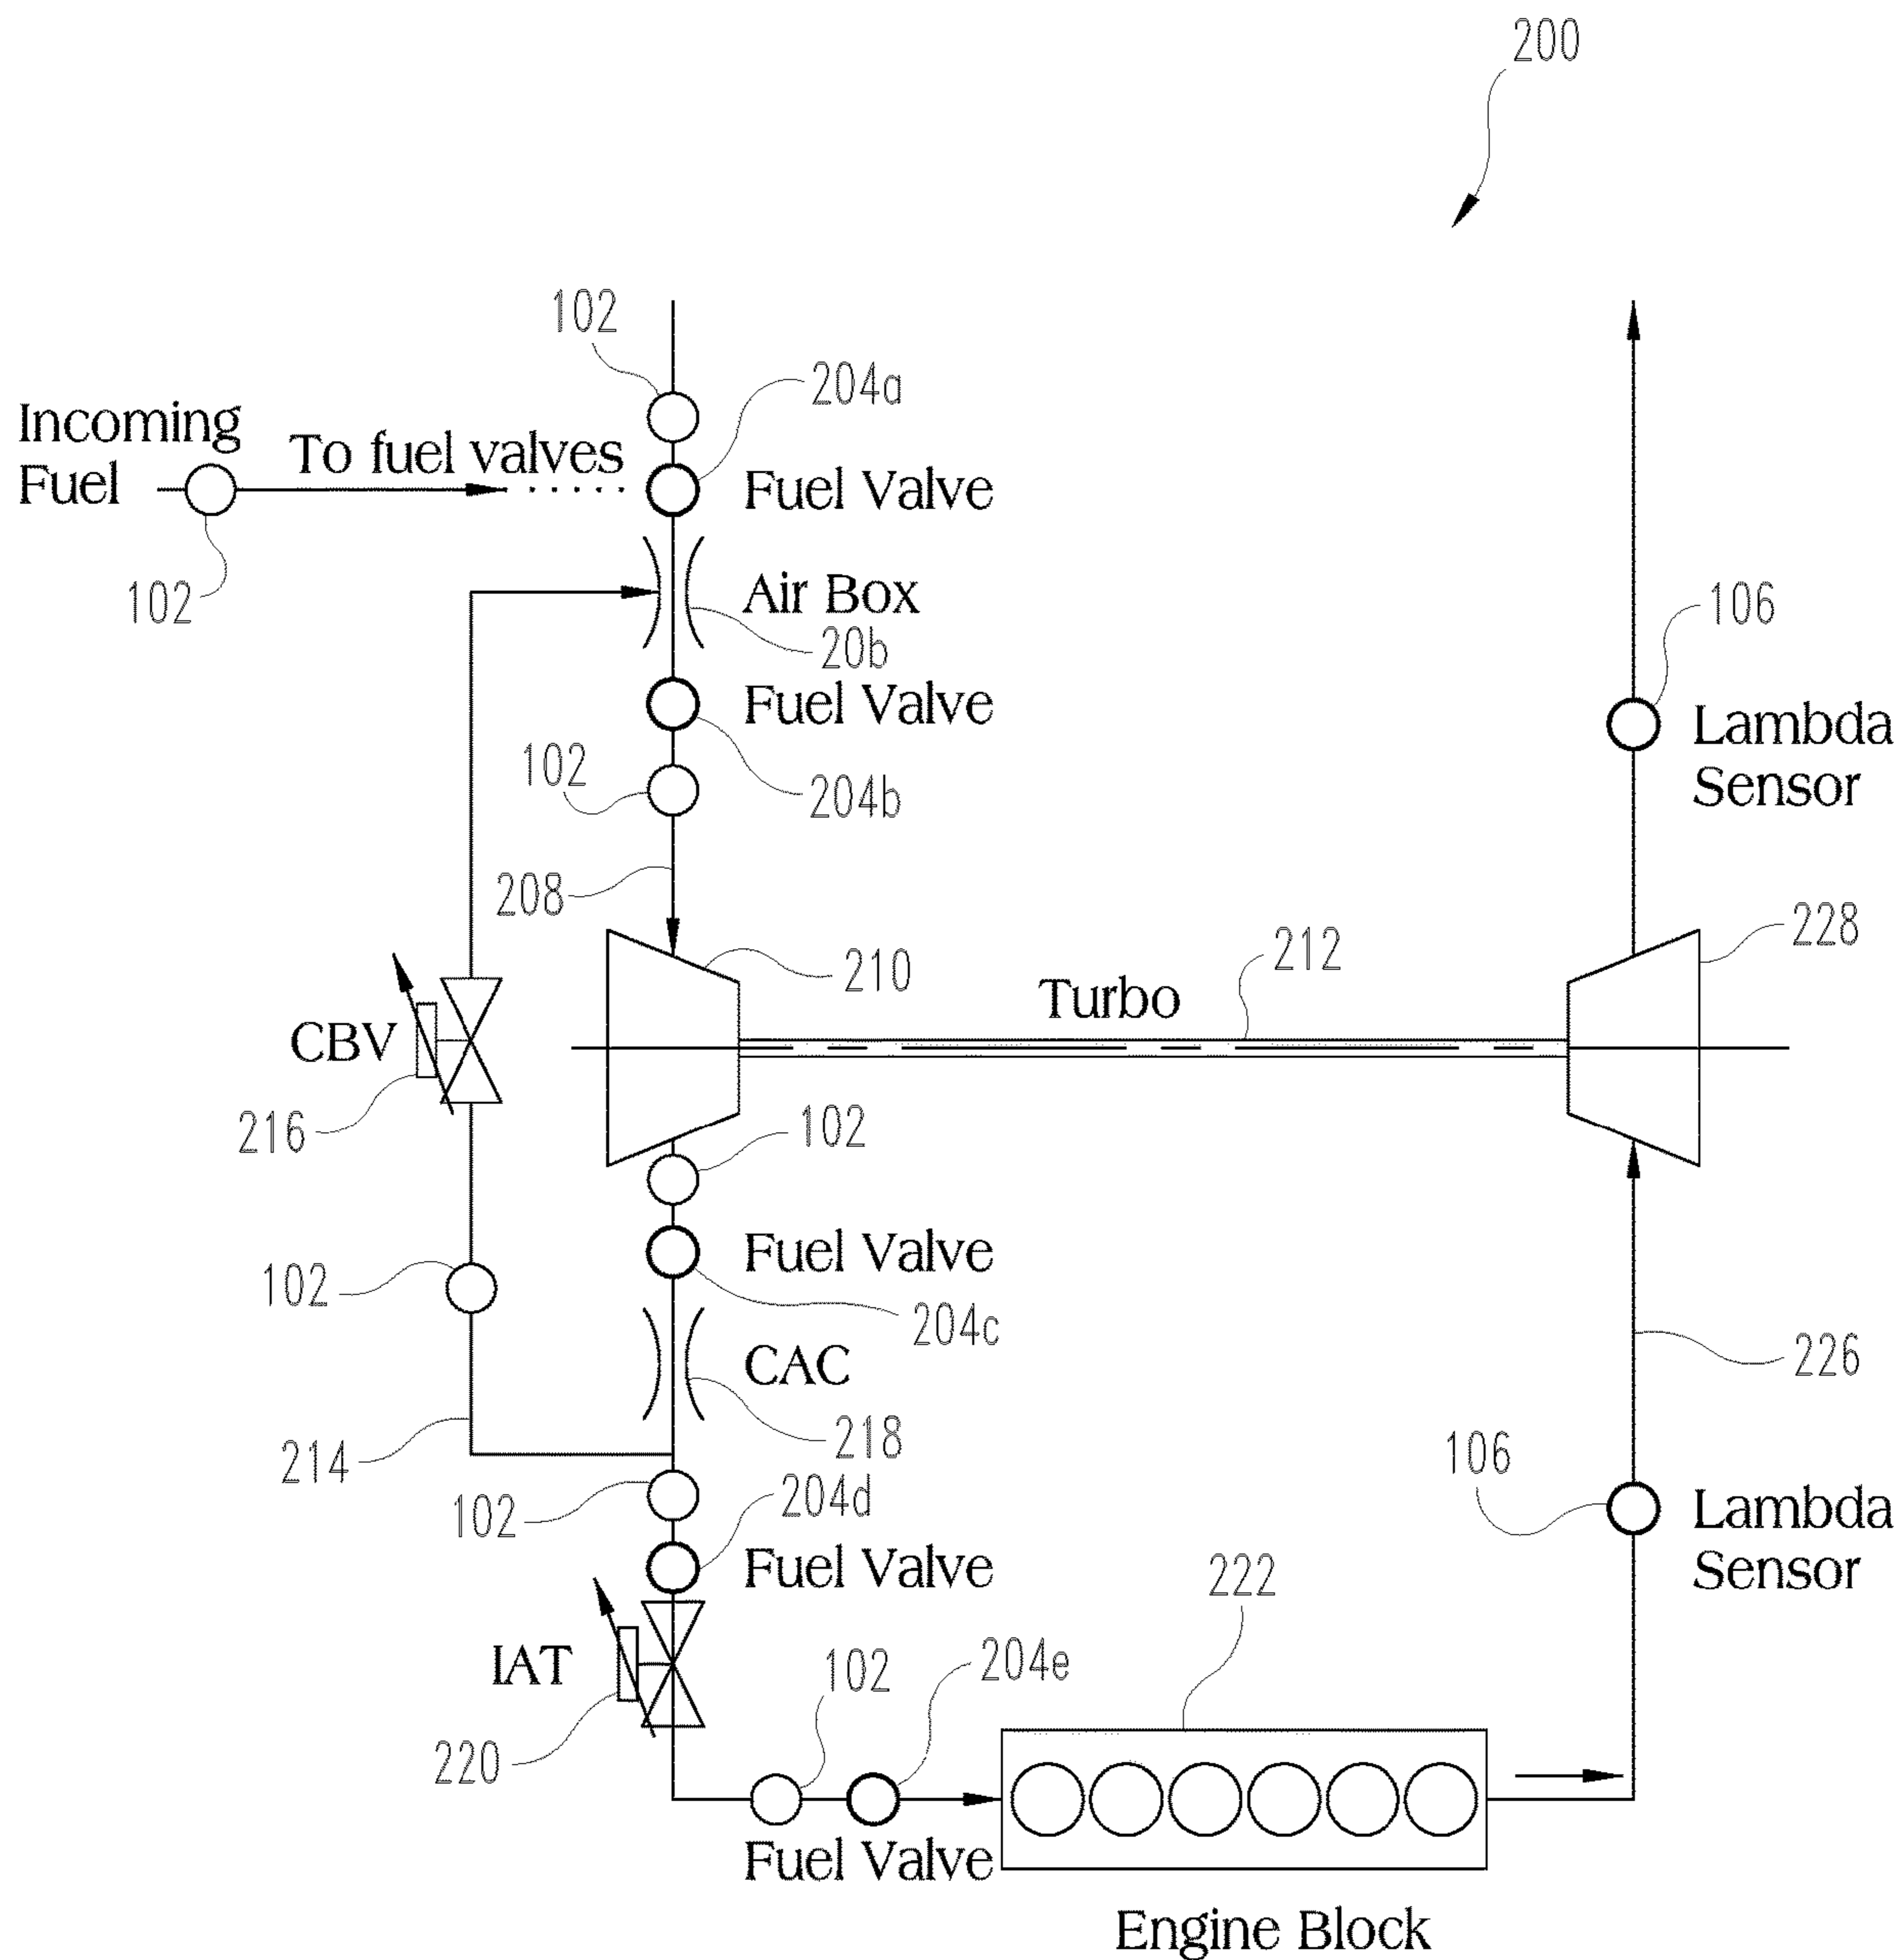 200
102
204a
Incoming
Fuel
To fuel valves
Fuel Valve
102
Air Box
20b
106
Fuel Valve
Lambda
Sensor
102
204b
208
210
212
228
Turbo
CBV
216
102
Fuel Valve
102
204c
CAC
226
218
214
106
204d
102
Lambda
Sensor
Fuel Valve
222
IAT
102
204e
220
Fuel Valve
Engine Block